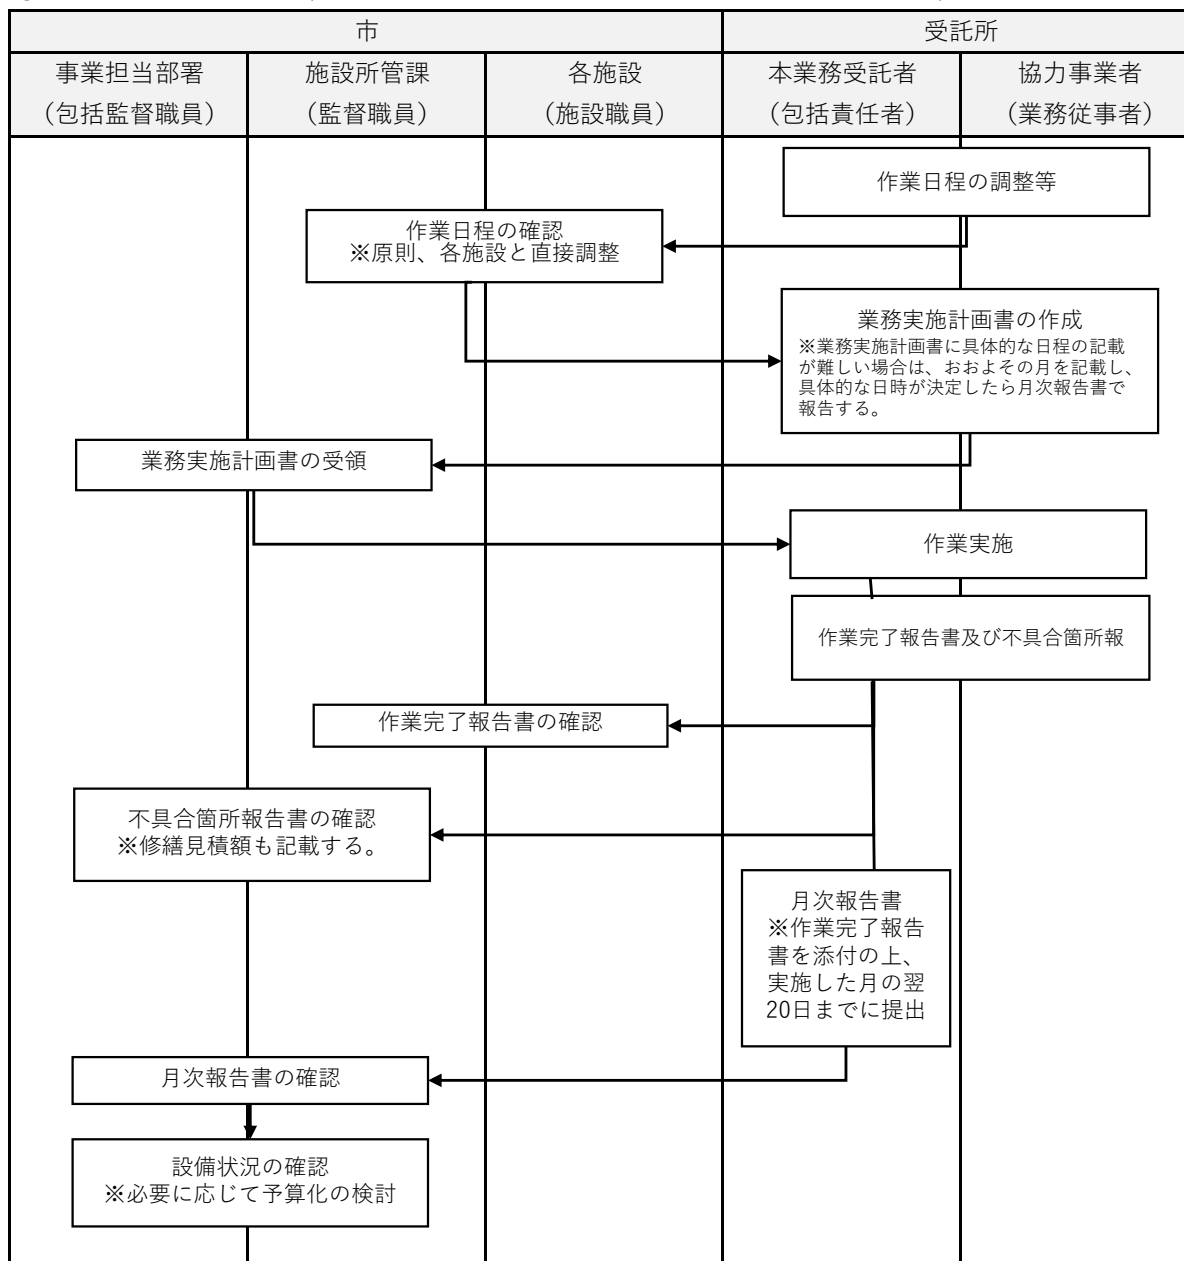 市
受託所
事業担当部署
(包括監督職員)
施設所管課
(監督職員)
各施設
(施設職員)
本業務受託者
(包括責任者)
協力事業者
(業務従事者)
作業日程の調整等
作業日程の確認
※原則、各施設と直接調整
業務実施計画書の作成
※業務実施計画書に具体的な日程の記載
が難しい場合は、おおよその月を記載し、
具体的な日時が決定したら月次報告書で
報告する。
業務実施計画書の受領
作業実施
作業完了報告書及び不具合箇所報
作業完了報告書の確認
不具合箇所報告書の確認
※修繕見積額も記載する。
月次報告書
※作業完了報告
書を添付の上、
実施した月の翌
20日までに提出
月次報告書の確認
設備状況の確認
※必要に応じて予算化の検討